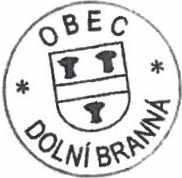 OBEC
* DOLNÍ BRANNÁ *